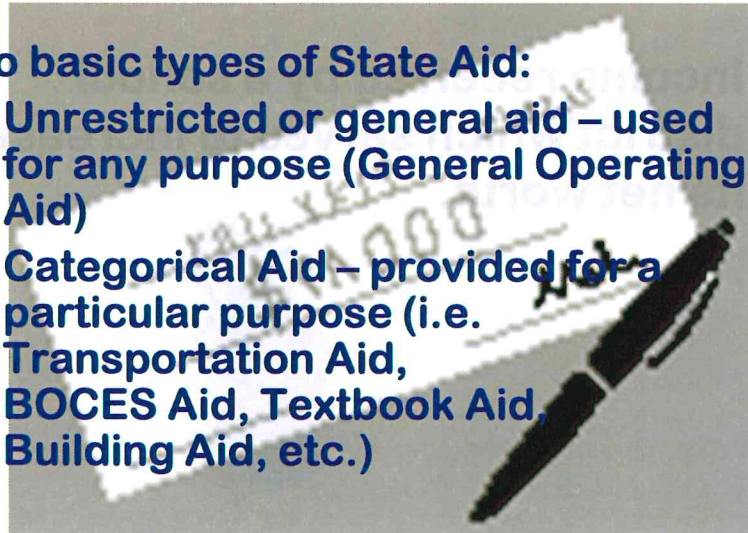 o basic types of State Aid:
Unrestricted or general aid – used
for any purpose (General Operating
Aid)
Categorical Aid – provided for a
particular purpose (i.e.
Transportation Aid,
BOCES Aid, Textbook Aid,
Building Aid, etc.)